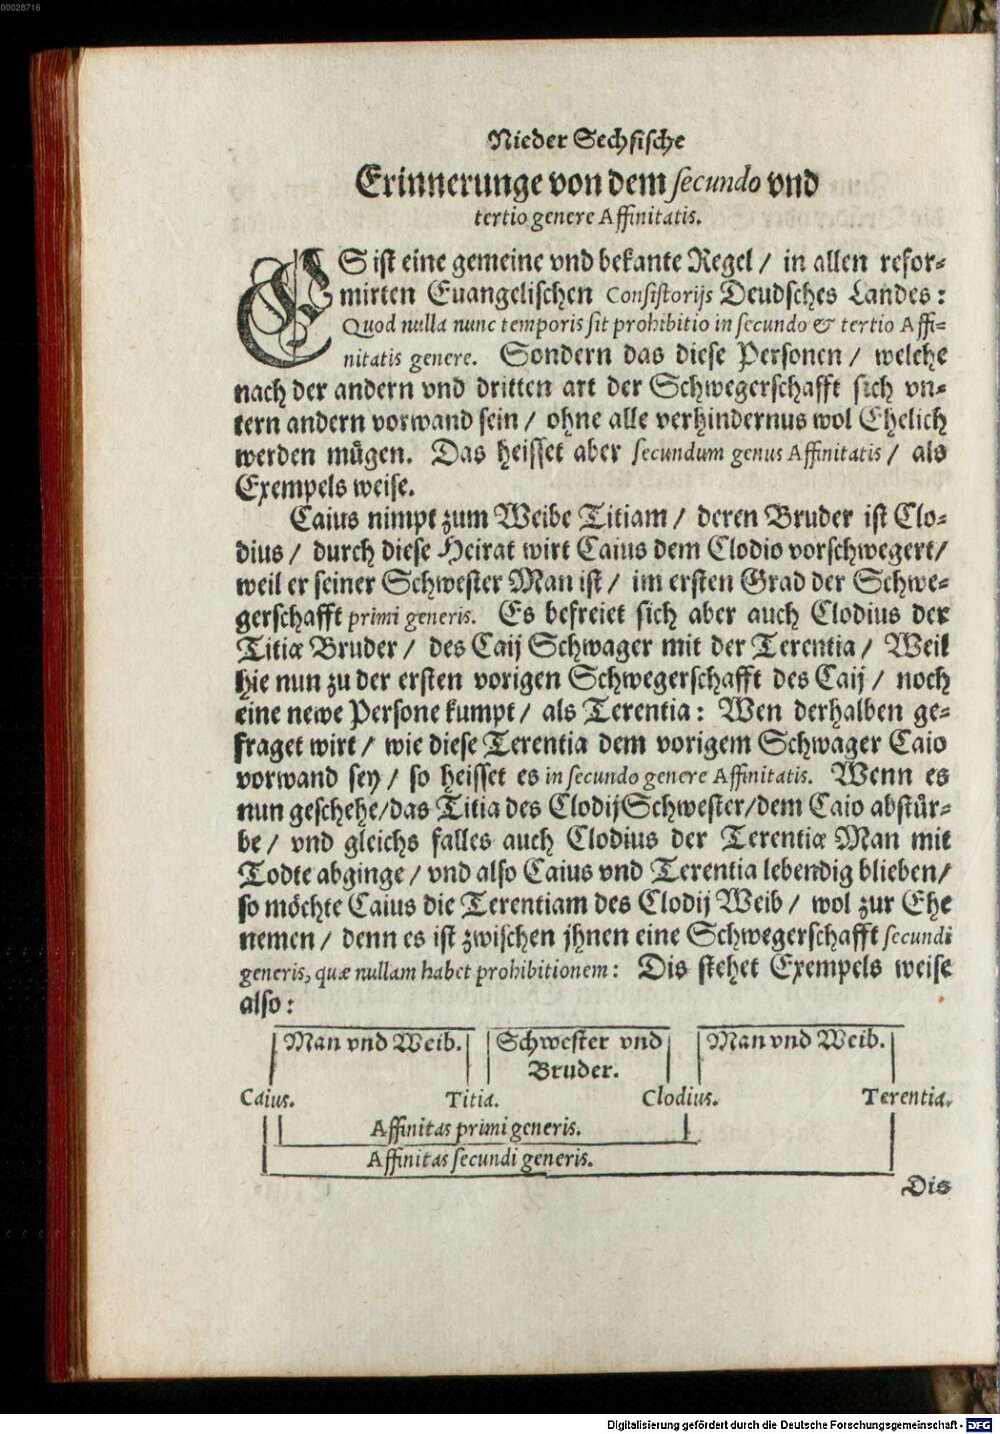 00028716
Nieder Sechsische
Erinnerunge von dem secundo vnd
tertio genere Affinitatis.
ES ist eine gemeine vnd bekante Regel / in allen refor-
mirten Euangelischen Consistorijs Deudsches Landes:
Quod nulla nunc temporis sit prohibitio in secundo & tertio Affi-
nitatis genere. Sondern das diese Personen / welche
nach der andern vnd dritten art der Schwegerschafft sich vn-
tern andern vorwand sein / ohne alle verhindernus wol Ehelich
werden mügen. Das heisset aber secundum genus Affinitatis / als
Exempels weise.
Caius nimpt zum Weibe Titiam / deren Bruder ist Clo-
dius / durch diese Heirat wirt Caius dem Clodio vorschwegert/
weil er seiner Schwester Man ist / im ersten Grad der Schwe-
gerschafft primi generis. Es befreiet sich aber auch Clodius der
Titiæ Bruder / des Caij Schwager mit der Terentia / Weil
hie nun zu der ersten vorigen Schwegerschafft des Caij / noch
eine newe Persone kumpt / als Terentia: Wen derhalben ge-
fraget wirt / wie diese Terentia dem vorigem Schwager Caio
vorwand sey / so heisset es in secundo genere Affinitatis. Wenn es
nun geschehe/das Titia des Clodij Schwester/dem Caio abstür-
be / vnd gleichs falles auch Clodius der Terentiæ Man mit
Todte abginge / vnd also Caius vnd Terentia lebendig blieben/
so möchte Caius die Terentiam des Clodij Weib / wol zur Ehe
nemen / denn es ist zwischen jhnen eine Schwegerschafft secundi
generis, quæ nullam habet prohibitionem: Dis stehet Exempels weise
also:
Man vnd Weib. Schwester vnd Man vnd Weib.
Bruder.
Caius. Titia. Clodius. Terentia.
Affinitas primi generis.
Affinitas secundi generis.
Dis
Digitalisierung gefördert durch die Deutsche Forschungsgemeinschaft - DFG